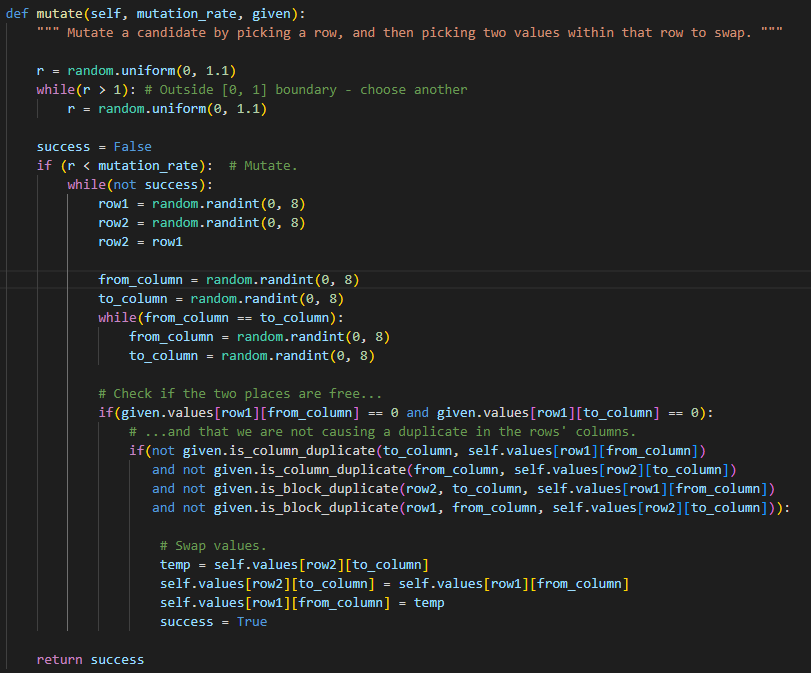 def mutate(self, mutation_rate, given):
    """ Mutate a candidate by picking a row, and then picking two values within that row to swap. """

    r = random.uniform(0, 1.1)
    while(r > 1): # Outside [0, 1] boundary - choose another
        r = random.uniform(0, 1.1)

    success = False
    if (r < mutation_rate):  # Mutate.
        while(not success):
            row1 = random.randint(0, 8)
            row2 = random.randint(0, 8)
            row2 = row1

            from_column = random.randint(0, 8)
            to_column = random.randint(0, 8)
            while(from_column == to_column):
                from_column = random.randint(0, 8)
                to_column = random.randint(0, 8)

            # Check if the two places are free...
            if(given.values[row1][from_column] == 0 and given.values[row1][to_column] == 0):
                # ...and that we are not causing a duplicate in the rows' columns.
                if(not given.is_column_duplicate(to_column, self.values[row1][from_column])
                   and not given.is_column_duplicate(from_column, self.values[row2][to_column])
                   and not given.is_block_duplicate(row2, to_column, self.values[row1][from_column])
                   and not given.is_block_duplicate(row1, from_column, self.values[row2][to_column])):

                    # Swap values.
                    temp = self.values[row2][to_column]
                    self.values[row2][to_column] = self.values[row1][from_column]
                    self.values[row1][from_column] = temp
                    success = True

    return success